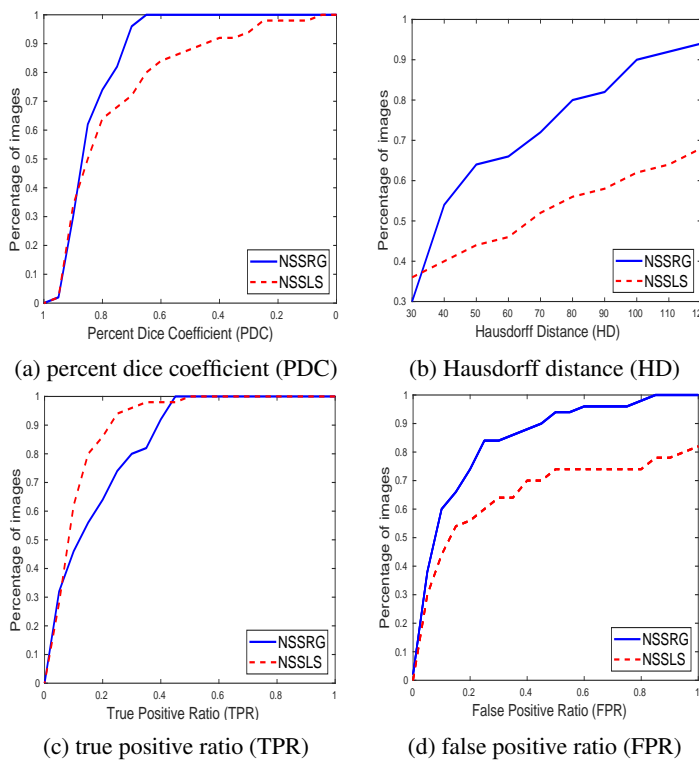 1
0.9
0.8
0.7
0.6
0.5
0.4
0.3
0.2
0.1
0
Percentage of images
1 0.8 0.6 0.4 0.2 0
Percent Dice Coefficient (PDC)
NSSRG
NSSLS
(a) percent dice coefficient (PDC)
1
0.9
0.8
0.7
0.6
0.5
0.4
0.3
Percentage of images
30 40 50 60 70 80 90 100 110 12
Hausdorff Distance (HD)
NSSRG
NSSLS
(b) Hausdorff distance (HD)
1
0.9
0.8
0.7
0.6
0.5
0.4
0.3
0.2
0.1
0
Percentage of images
0 0.2 0.4 0.6 0.8 1
True Positive Ratio (TPR)
NSSRG
NSSLS
(c) true positive ratio (TPR)
1
0.9
0.8
0.7
0.6
0.5
0.4
0.3
0.2
0.1
0
Percentage of images
0 0.2 0.4 0.6 0.8 1
False Positive Ratio (FPR)
NSSRG
NSSLS
(d) false positive ratio (FPR)